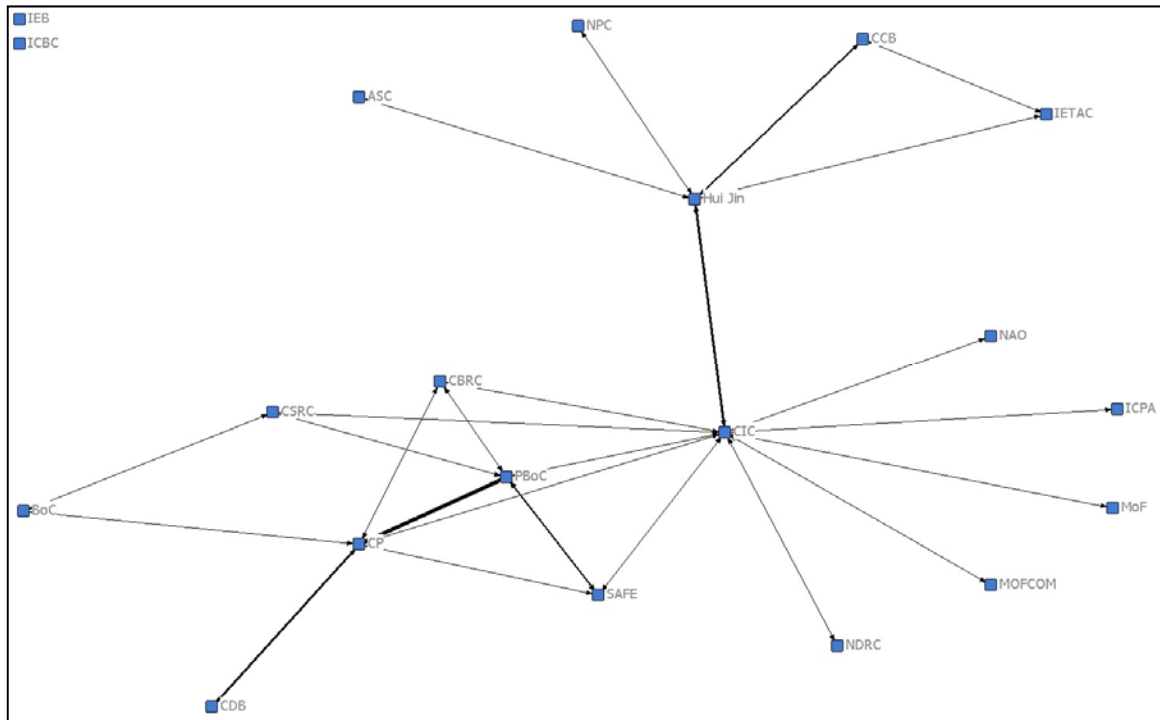 IEB
NPC
CCB
ICBC
ASC
IETAC
Hui Jin
NAO
CBRC
CSRC
ICPA
CIC
PBoC
BoC
MoF
CP
MOFCOM
SAFE
NDRC
CDB